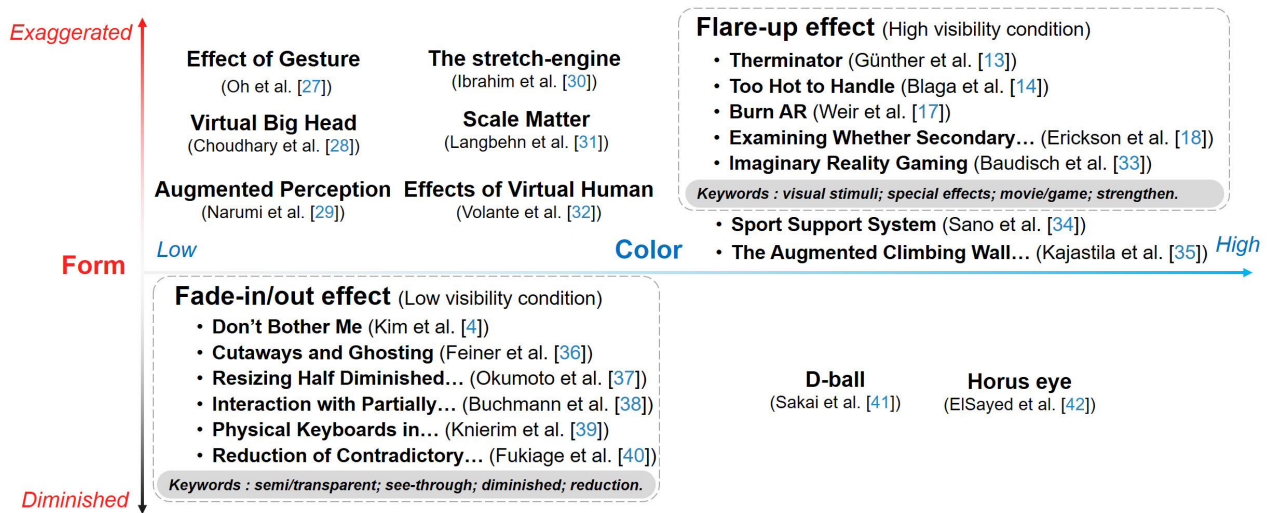 Exaggerated
Effect of Gesture
(Oh et al. [27])
The stretch-engine
(Ibrahim et al. [30])
Virtual Big Head
(Choudhary et al. [28])
Scale Matter
(Langbehn et al. [31])
Augmented Perception
(Narumi et al. [29])
Effects of Virtual Human
(Volante et al. [32])
Flare-up effect (High visibility condition)
• Therminator (Günther et al. [13])
• Too Hot to Handle (Blaga et al. [14])
• Burn AR (Weir et al. [17])
• Examining Whether Secondary… (Erickson et al. [18])
• Imaginary Reality Gaming (Baudisch et al. [33])
Keywords : visual stimuli; special effects; movie/game; strengthen.
• Sport Support System (Sano et al. [34])
• The Augmented Climbing Wall… (Kajastila et al. [35])
Form
Low
Color
High
Fade-in/out effect (Low visibility condition)
• Don’t Bother Me (Kim et al. [4])
• Cutaways and Ghosting (Feiner et al. [36])
• Resizing Half Diminished… (Okumoto et al. [37])
• Interaction with Partially… (Buchmann et al. [38])
• Physical Keyboards in… (Knierim et al. [39])
• Reduction of Contradictory… (Fukiage et al. [40])
Keywords : semi/transparent; see-through; diminished; reduction.
D-ball
(Sakai et al. [41])
Horus eye
(ElSayed et al. [42])
Diminished